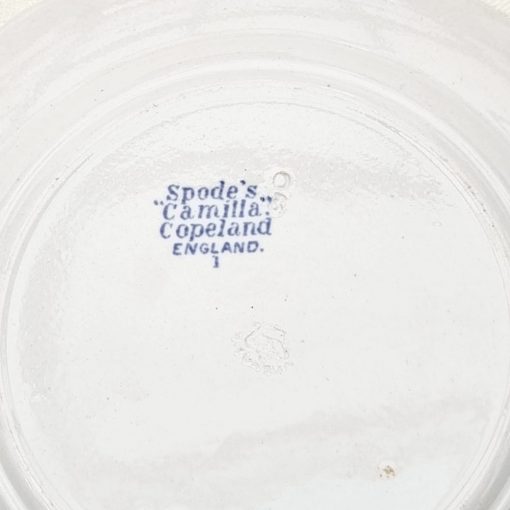 Spode's
"Camilla".
Copeland
ENGLAND.
1